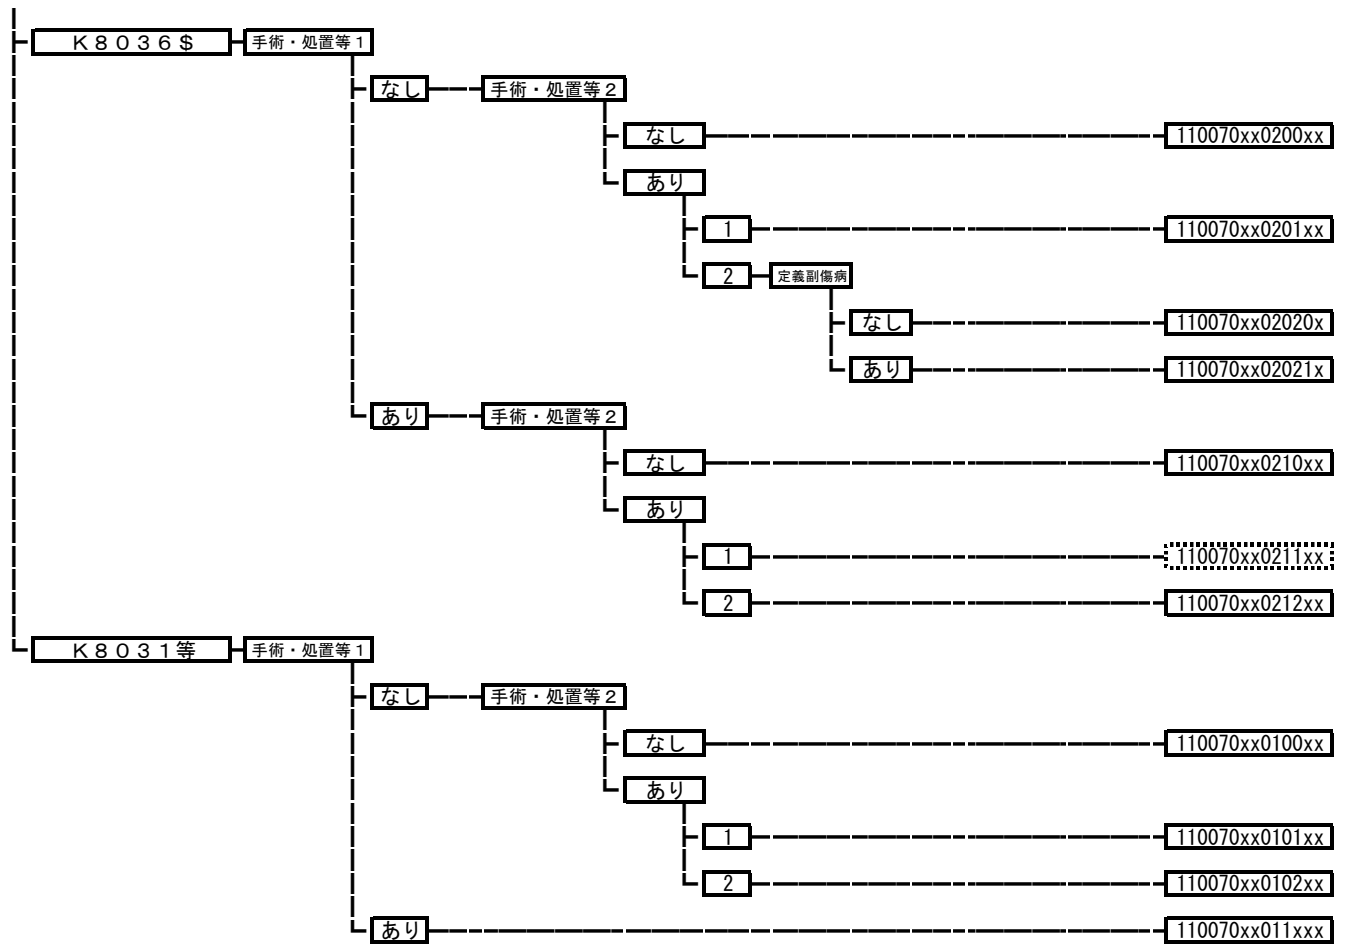 Ｋ８０３６＄ 手術・処置等１
なし 手術・処置等２
なし 110070xx0200xx
あり
1 110070xx0201xx
2 定義副傷病
なし 110070xx02020x
あり 110070xx02021x
あり 手術・処置等２
なし 110070xx0210xx
あり
1 110070xx0211xx
2 110070xx0212xx
Ｋ８０３１等 手術・処置等１
なし 手術・処置等２
なし 110070xx0100xx
あり
1 110070xx0101xx
2 110070xx0102xx
あり 110070xx011xxx